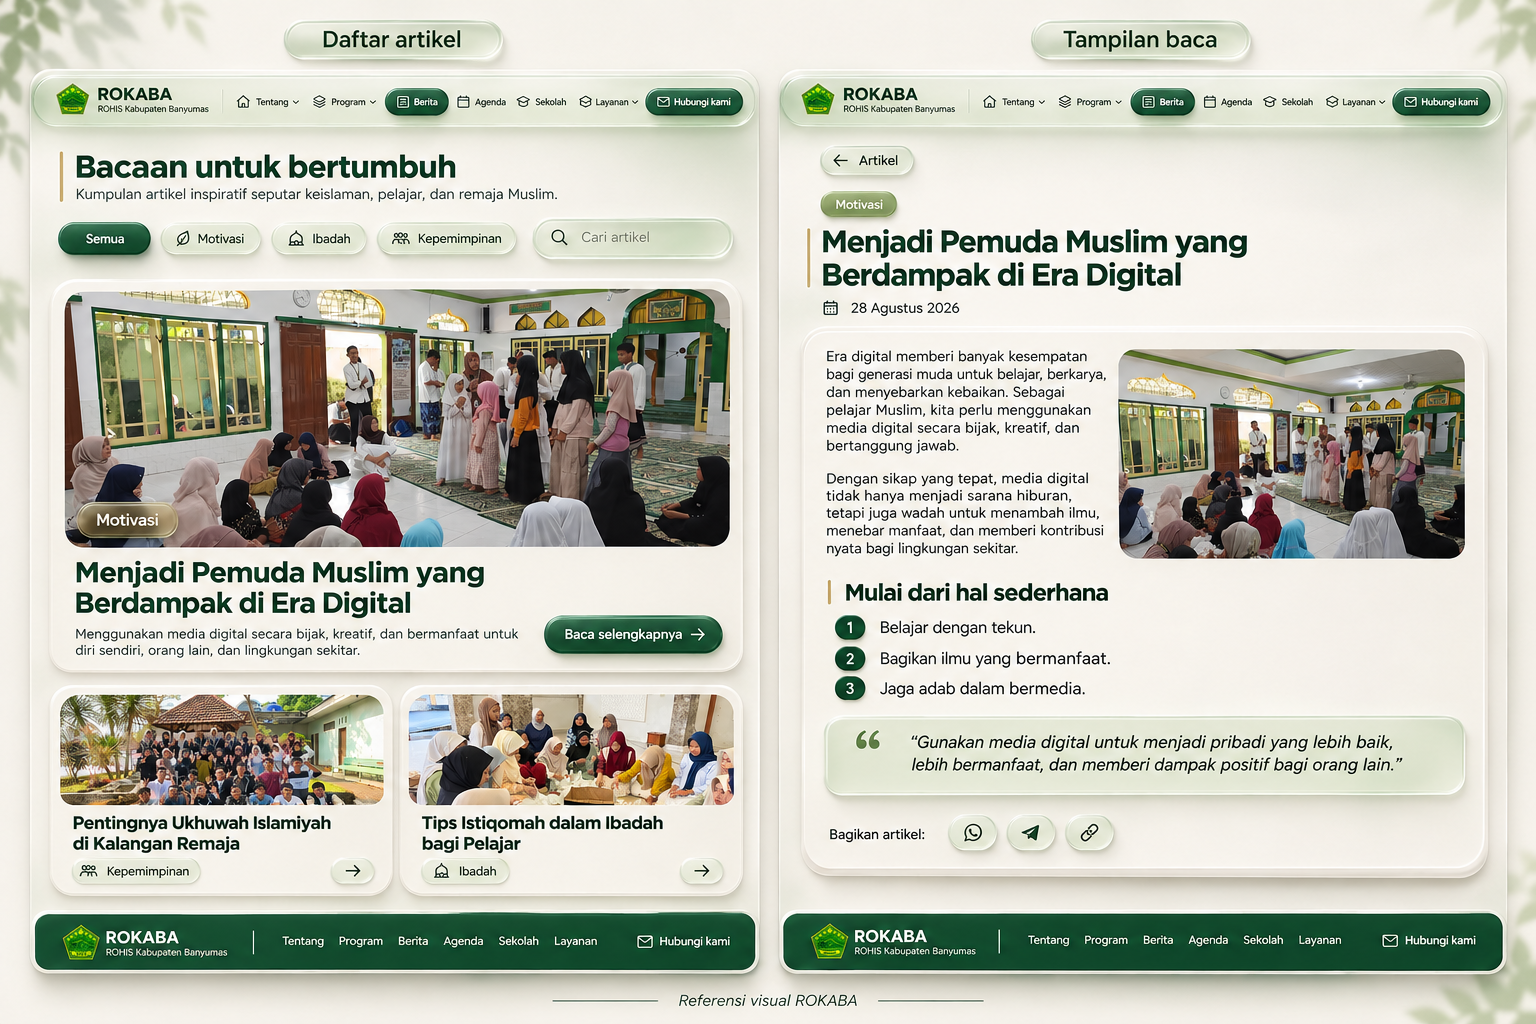 Daftar artikel
ROKABA
ROHIS Kabupaten Banyumas
Tentang
Program
Berita
Agenda
Sekolah
Layanan
Hubungi kami
Bacaan untuk bertumbuh
Kumpulan artikel inspiratif seputar keislaman, pelajar, dan remaja Muslim.
Semua
Motivasi
Ibadah
Kepemimpinan
Cari artikel
Motivasi
Menjadi Pemuda Muslim yang
Berdampak di Era Digital
Menggunakan media digital secara bijak, kreatif, dan bermanfaat untuk
diri sendiri, orang lain, dan lingkungan sekitar.
Baca selengkapnya
Pentingnya Ukhuwah Islamiyah
di Kalangan Remaja
Kepemimpinan
Tips Istiqomah dalam Ibadah
bagi Pelajar
Ibadah
ROKABA
ROHIS Kabupaten Banyumas
Tentang
Program
Berita
Agenda
Sekolah
Layanan
Hubungi kami
Tampilan baca
ROKABA
ROHIS Kabupaten Banyumas
Tentang
Program
Berita
Agenda
Sekolah
Layanan
Hubungi kami
Artikel
Motivasi
Menjadi Pemuda Muslim yang
Berdampak di Era Digital
28 Agustus 2026
Era digital memberi banyak kesempatan
bagi generasi muda untuk belajar, berkarya,
dan menyebarkan kebaikan. Sebagai
pelajar Muslim, kita perlu menggunakan
media digital secara bijak, kreatif, dan
bertanggung jawab.
Dengan sikap yang tepat, media digital
tidak hanya menjadi sarana hiburan,
tetapi juga wadah untuk menambah ilmu,
menebar manfaat, dan memberi kontribusi
nyata bagi lingkungan sekitar.
Mulai dari hal sederhana
1 Belajar dengan tekun.
2 Bagikan ilmu yang bermanfaat.
3 Jaga adab dalam bermedia.
“Gunakan media digital untuk menjadi pribadi yang lebih baik,
lebih bermanfaat, dan memberi dampak positif bagi orang lain.”
Bagikan artikel:
ROKABA
ROHIS Kabupaten Banyumas
Tentang
Program
Berita
Agenda
Sekolah
Layanan
Hubungi kami
Referensi visual ROKABA